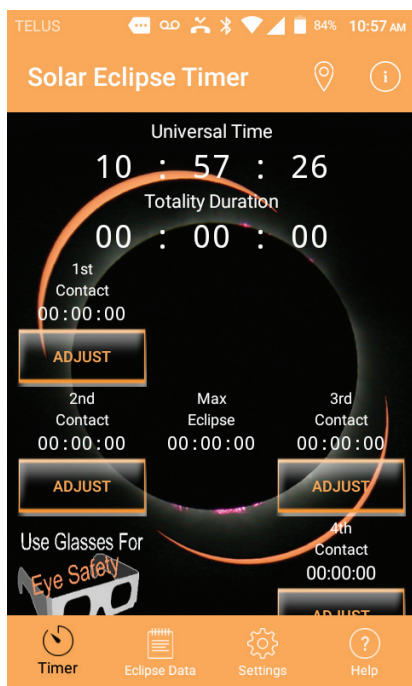 TELUS 84% 10:57 AM
Solar Eclipse Timer
Universal Time
10 : 57 : 26
Totality Duration
00 : 00 : 00
1st
Contact
00:00:00
ADJUST
2nd
Contact
00:00:00
ADJUST
Max
Eclipse
00:00:00
3rd
Contact
00:00:00
ADJUST
Use Glasses For
Eye Safety
4th
Contact
00:00:00
ADJUST
Timer
Eclipse Data
Settings
Help